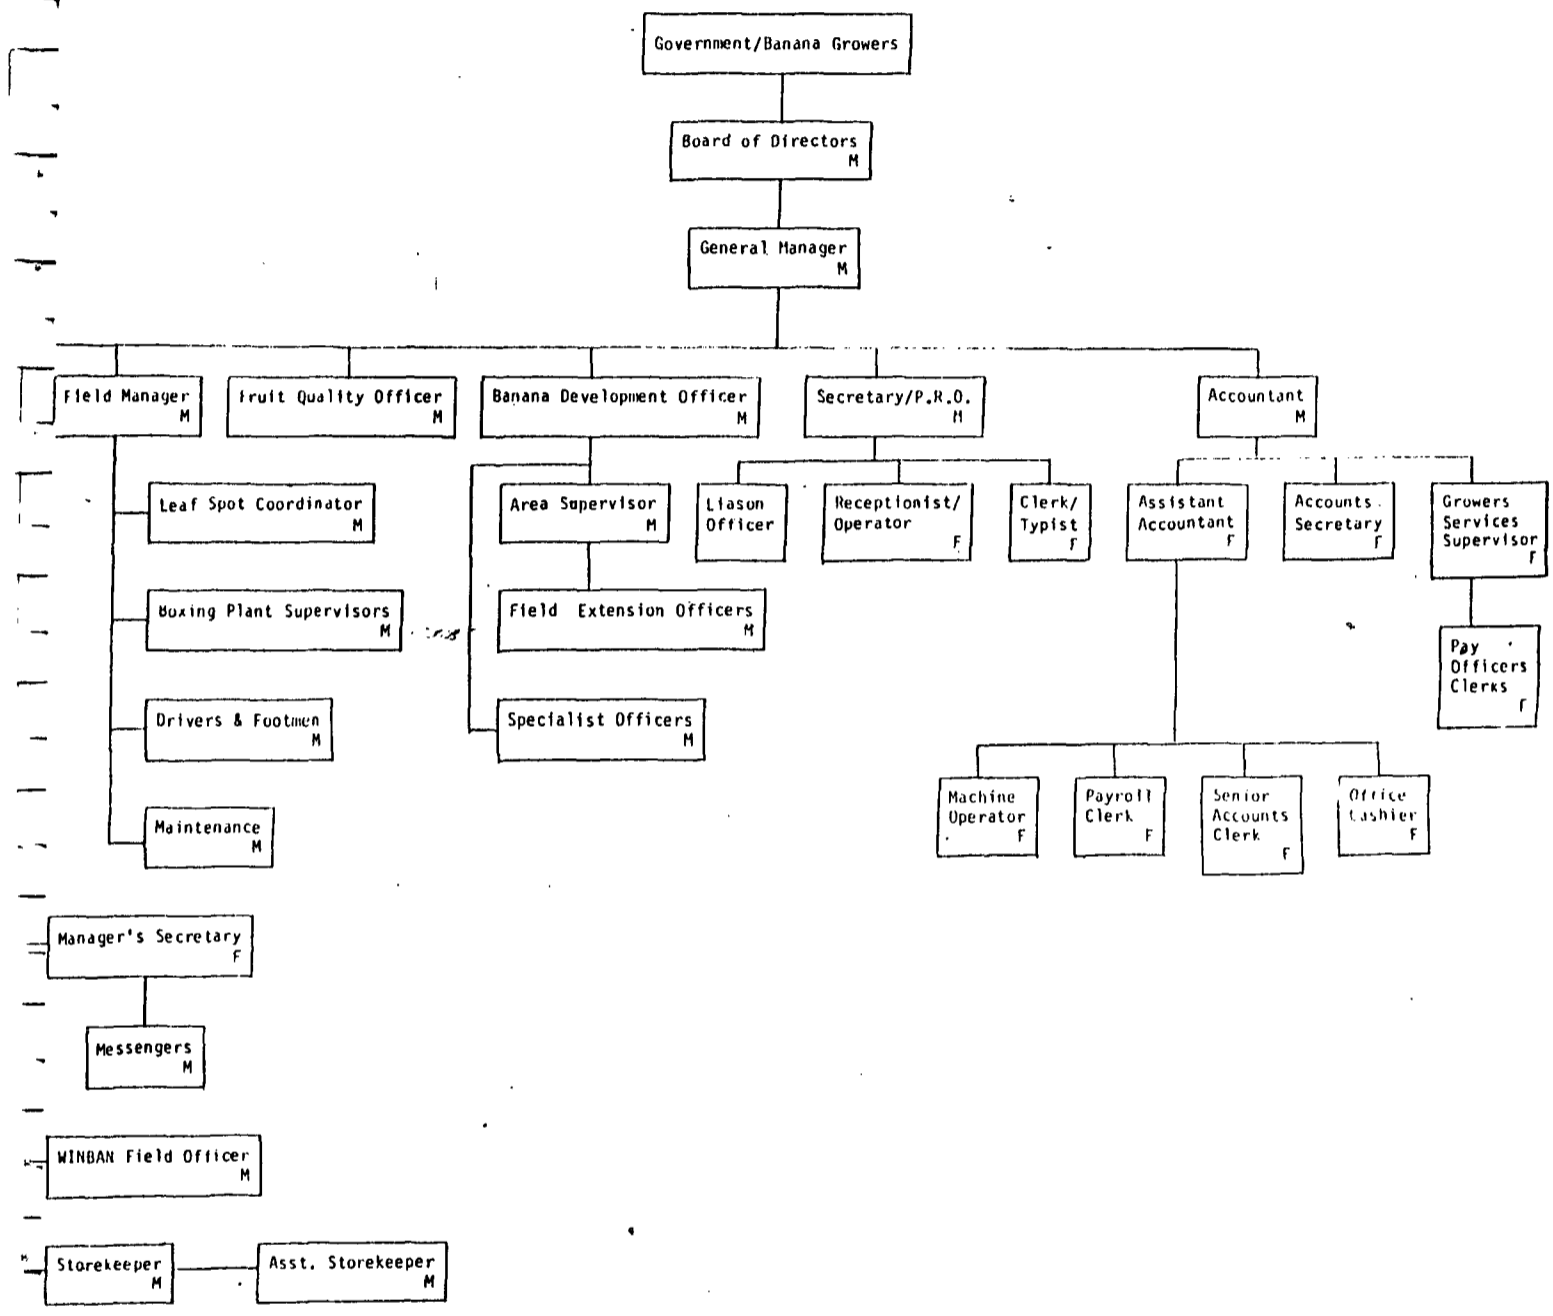 Government/Banana Growers
Board of Directors
M
General Manager
M
Field Manager
M
Fruit Quality Officer
M
Banana Development Officer
M
Secretary/P.R.O.
M
Accountant
M
Leaf Spot Coordinator
M
Area Supervisor
M
Liason
Officer
Receptionist/
Operator
F
Clerk/
Typist
F
Assistant
Accountant
F
Accounts
Secretary
F
Growers
Services
Supervisor
F
Boxing Plant Supervisors
M
Field Extension Officers
M
Pay
Officers
Clerks
F
Drivers & Footmen
M
Specialist Officers
M
Machine
Operator
F
Payroll
Clerk
F
Senior
Accounts
Clerk
F
Office
Cashier
F
Maintenance
M
Manager's Secretary
F
Messengers
M
WINBAN Field Officer
M
Storekeeper
M
Asst. Storekeeper
M